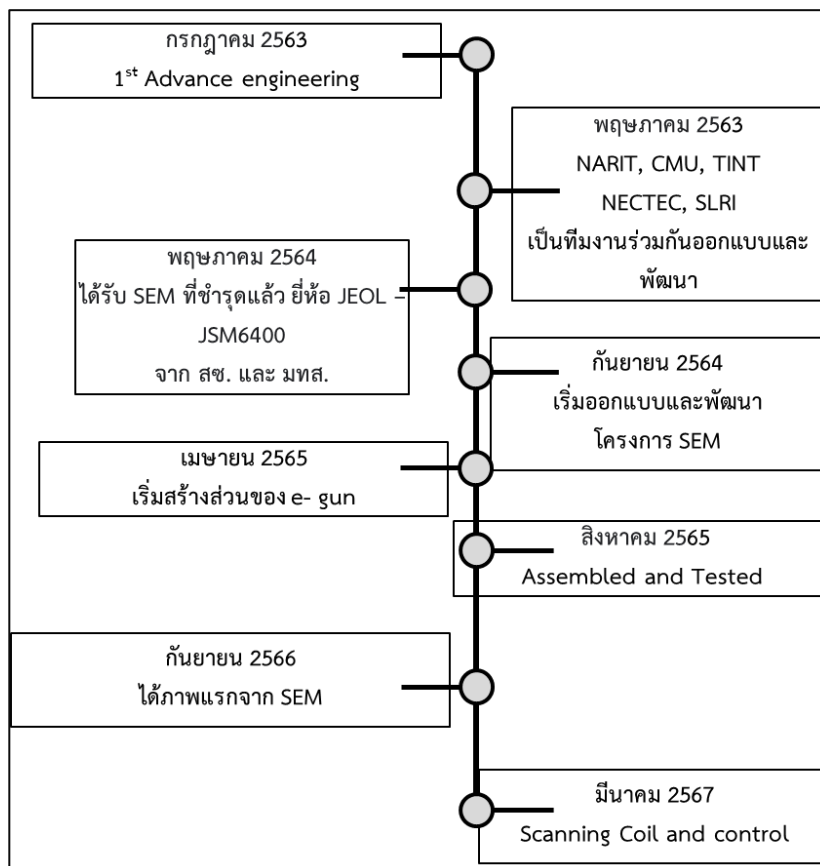 กรกฎาคม 2563
1st Advance engineering
พฤษภาคม 2563
NARIT, CMU, TINT
NECTEC, SLRI
เป็นทีมงานร่วมกันออกแบบและ
พัฒนา
พฤษภาคม 2564
ได้รับ SEM ที่ชำรุดแล้ว ยี่ห้อ JEOL –
JSM6400
จาก สซ. และ มทส.
กันยายน 2564
เริ่มออกแบบและพัฒนา
โครงการ SEM
เมษายน 2565
เริ่มสร้างส่วนของ e- gun
สิงหาคม 2565
Assembled and Tested
กันยายน 2566
ได้ภาพแรกจาก SEM
มีนาคม 2567
Scanning Coil and control